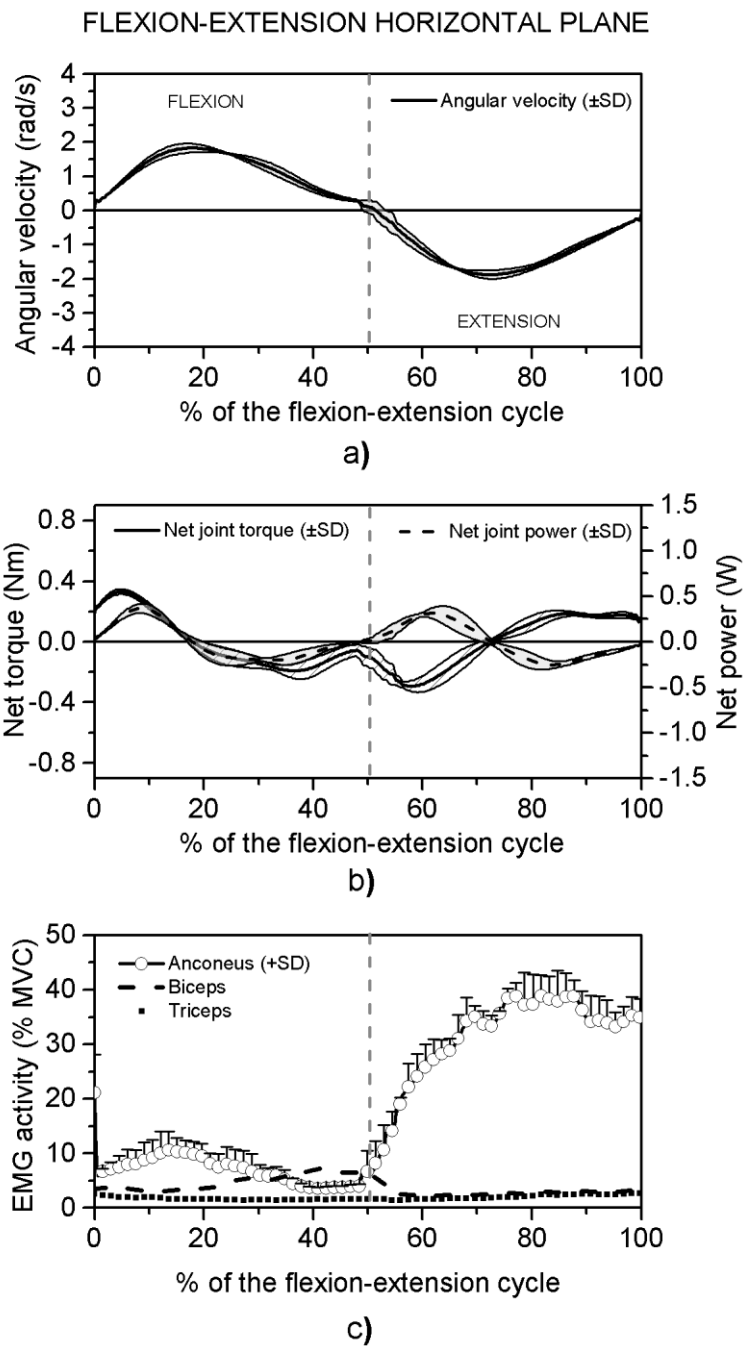 FLEXION-EXTENSION HORIZONTAL PLANE
Angular velocity (rad/s)
4
3
2
1
0
-1
-2
-3
-4
FLEXION
Angular velocity (±SD)
EXTENSION
0 20 40 60 80 100
% of the flexion-extension cycle
a)
Net torque (Nm)
0.8
0.4
0.0
-0.4
-0.8
Net joint torque (±SD)
Net joint power (±SD)
1.5
1.0
0.5
0.0
-0.5
-1.0
-1.5
Net power (W)
0 20 40 60 80 100
% of the flexion-extension cycle
b)
EMG activity (% MVC)
50
40
30
20
10
0
Anconeus (+SD)
Biceps
Triceps
0 20 40 60 80 100
% of the flexion-extension cycle
c)